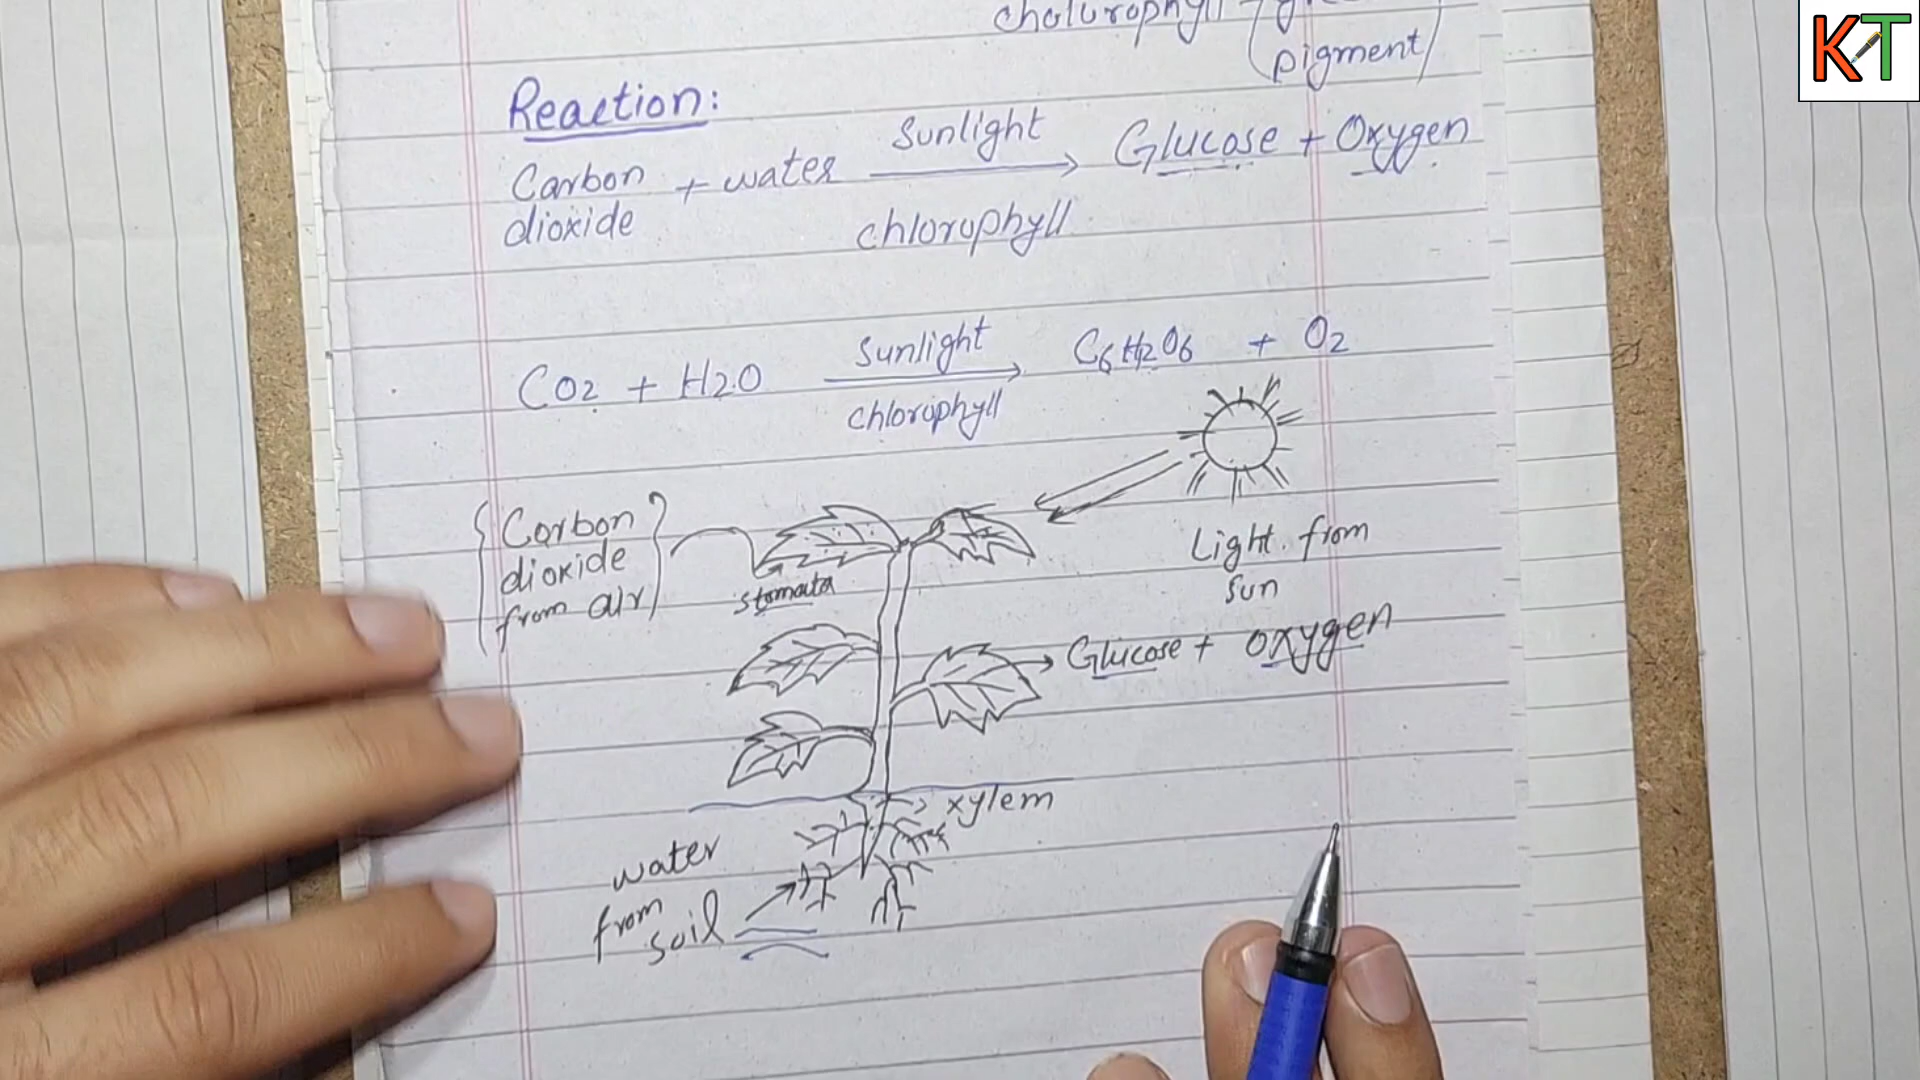 chalurophyll
pigment)
Reaction:
Carbon dioxide + water Sunlight chlorophyll Glucose + Oxygen
CO2 + H2O Sunlight chlorophyll C6H12O6 + O2
Carbon
dioxide
from air
stomata
Light from
Sun
Glucose + oxygen
xylem
water
from
soil
KT